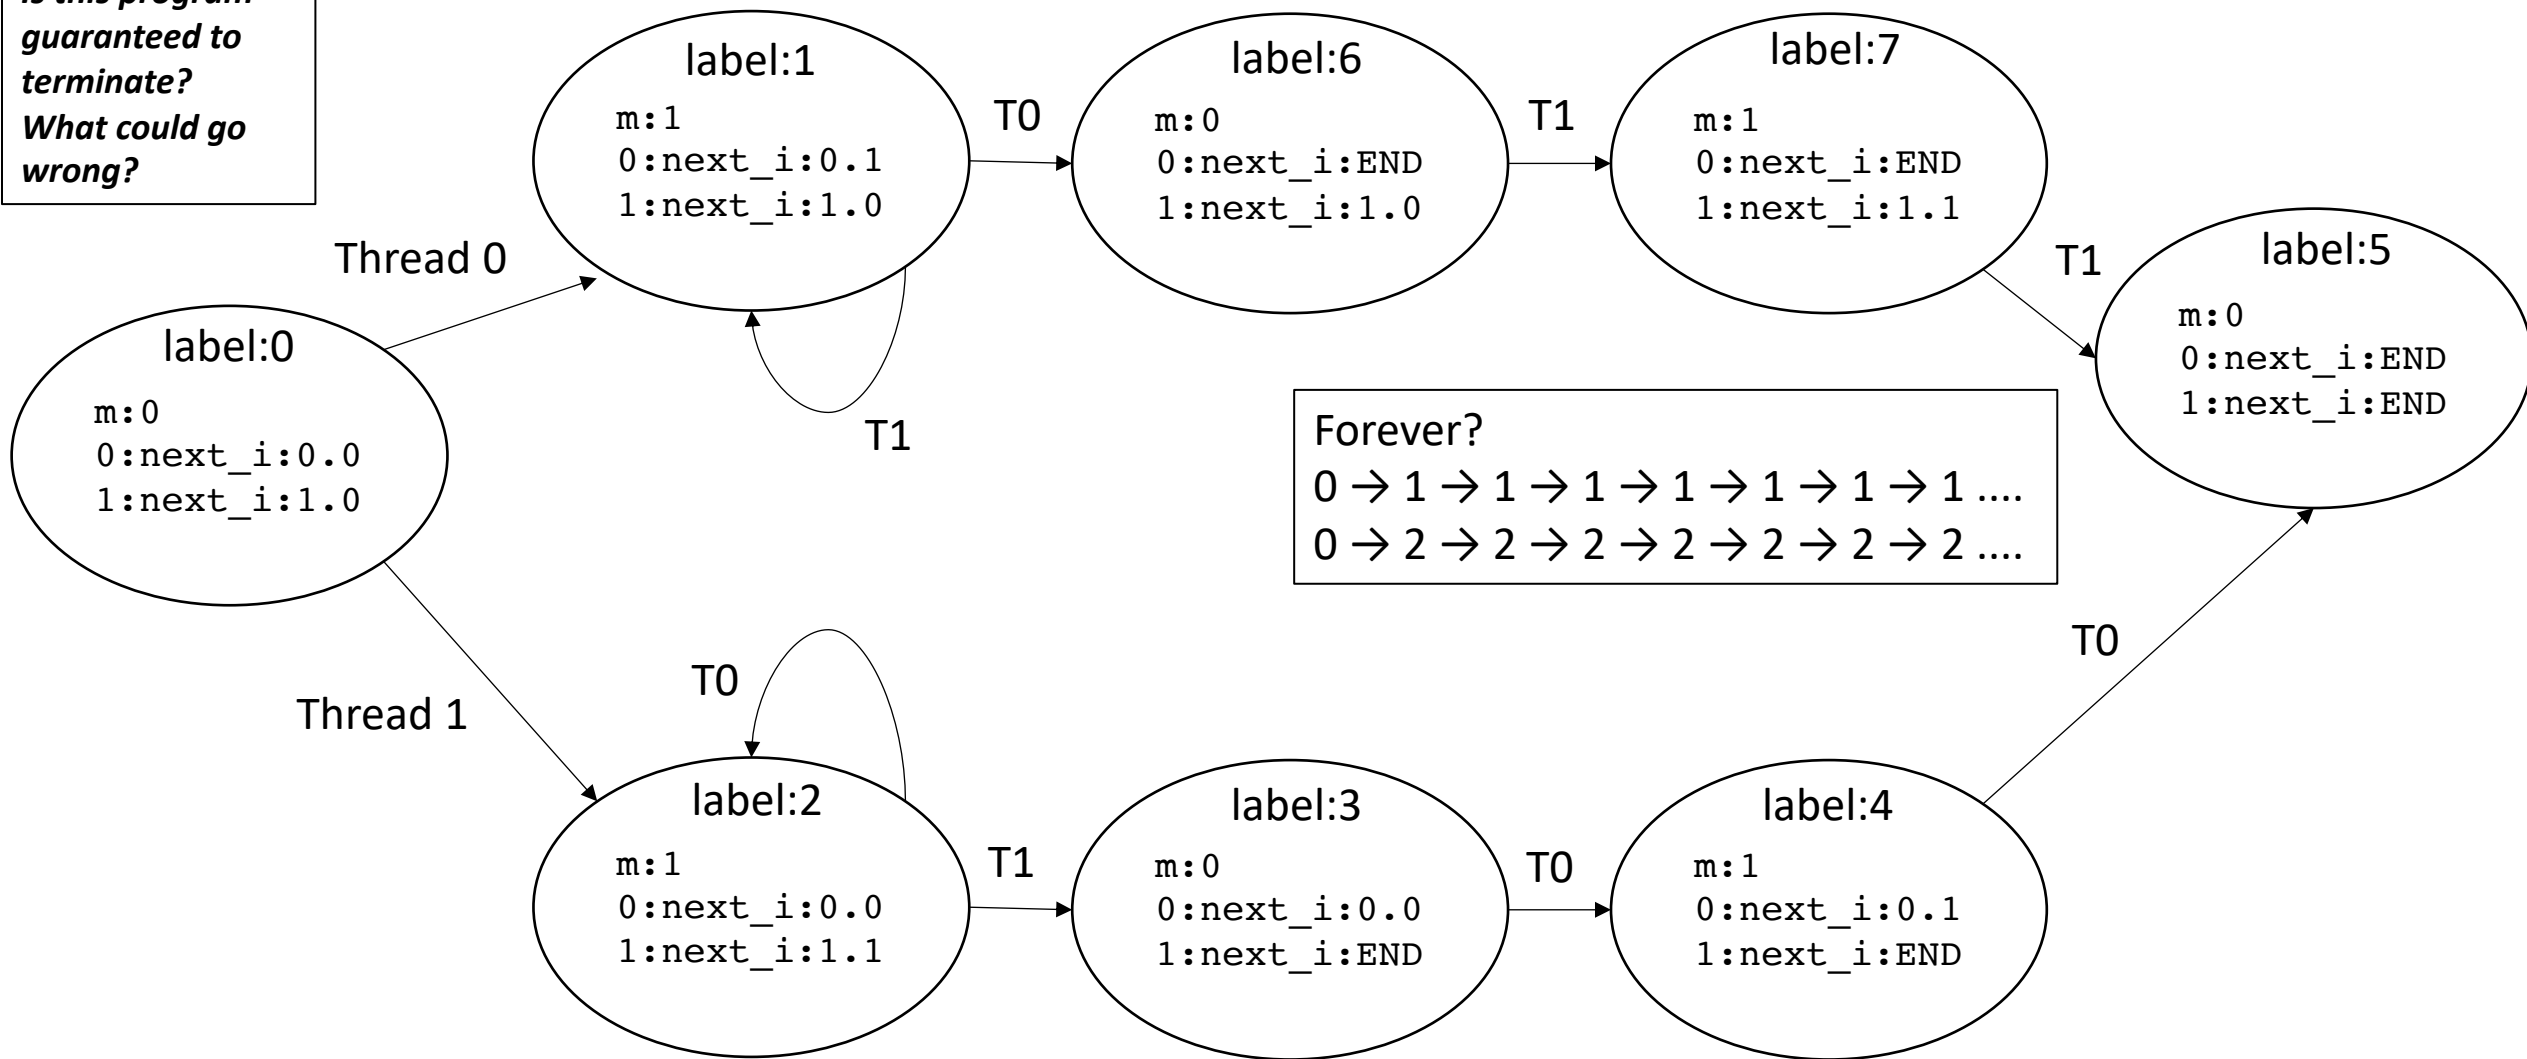 is this program
guaranteed to
terminate?
What could go
wrong?
label:1
m:1
0:next_i:0.1
1:next_i:1.0
T0
label:6
m:0
0:next_i:END
1:next_i:1.0
T1
label:7
m:1
0:next_i:END
1:next_i:1.1
T1
label:5
m:0
0:next_i:END
1:next_i:END
Thread 0
T1
label:0
m:0
0:next_i:0.0
1:next_i:1.0
Forever?
0 → 1 → 1 → 1 → 1 → 1 → 1 → 1 ....
0 → 2 → 2 → 2 → 2 → 2 → 2 → 2 ....
Thread 1
T0
T0
label:2
m:1
0:next_i:0.0
1:next_i:1.1
T1
label:3
m:0
0:next_i:0.0
1:next_i:END
T0
label:4
m:1
0:next_i:0.1
1:next_i:END